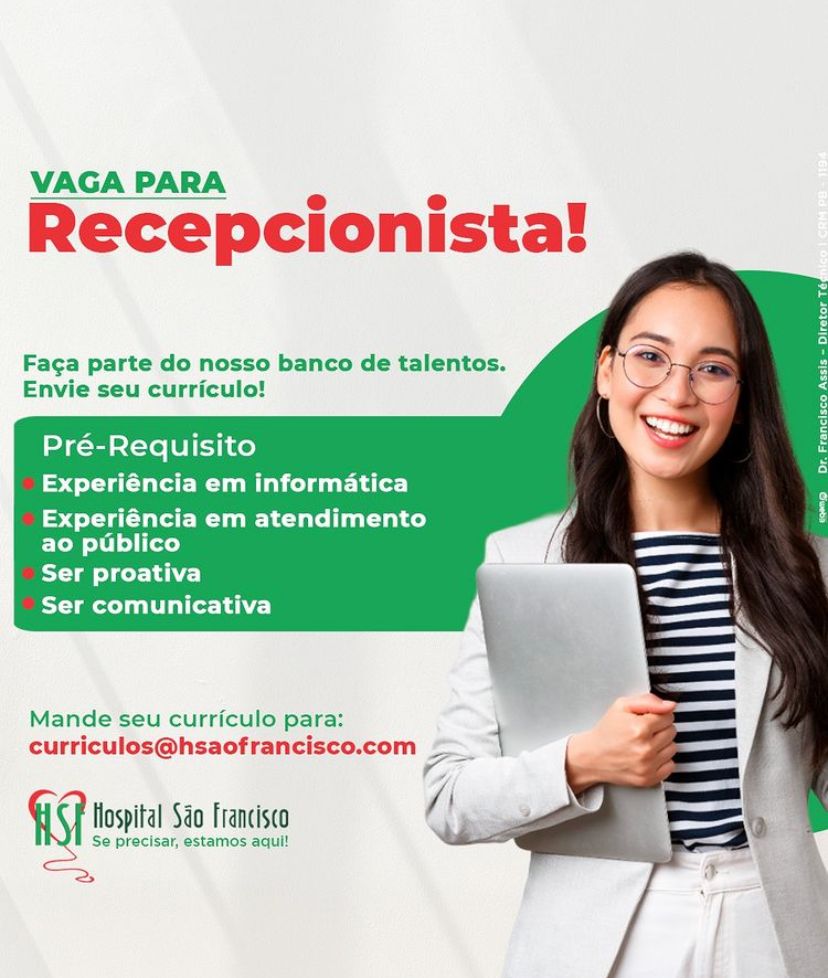 VAGA PARA
Recepcionista!
Faça parte do nosso banco de talentos.
Envie seu currículo!
Pré-Requisito
Experiência em informática
Experiência em atendimento
ao público
Ser proativa
Ser comunicativa
Mande seu currículo para:
curriculos@hsaofrancisco.com
HSF Hospital São Francisco
Se precisar, estamos aqui!
Dr. Francisco Assis - Diretor Técnico | CRM PB - 1194